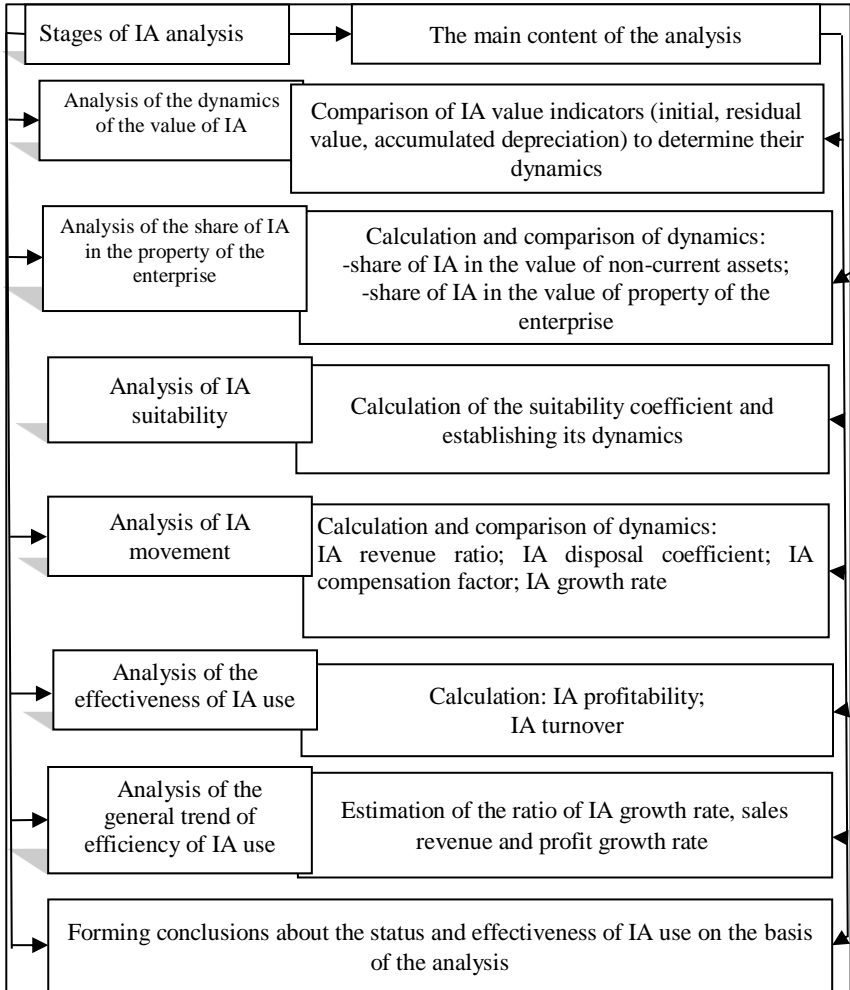 Stages of IA analysis
The main content of the analysis
Analysis of the dynamics
of the value of IA
Comparison of IA value indicators (initial, residual
value, accumulated depreciation) to determine their
dynamics
Analysis of the share of IA
in the property of the
enterprise
Calculation and comparison of dynamics:
-share of IA in the value of non-current assets;
-share of IA in the value of property of the
enterprise
Analysis of IA
suitability
Calculation of the suitability coefficient and
establishing its dynamics
Analysis of IA
movement
Calculation and comparison of dynamics:
IA revenue ratio; IA disposal coefficient; IA
compensation factor; IA growth rate
Analysis of the
effectiveness of IA use
Calculation: IA profitability;
IA turnover
Analysis of the
general trend of
efficiency of IA use
Estimation of the ratio of IA growth rate, sales
revenue and profit growth rate
Forming conclusions about the status and effectiveness of IA use on the basis
of the analysis